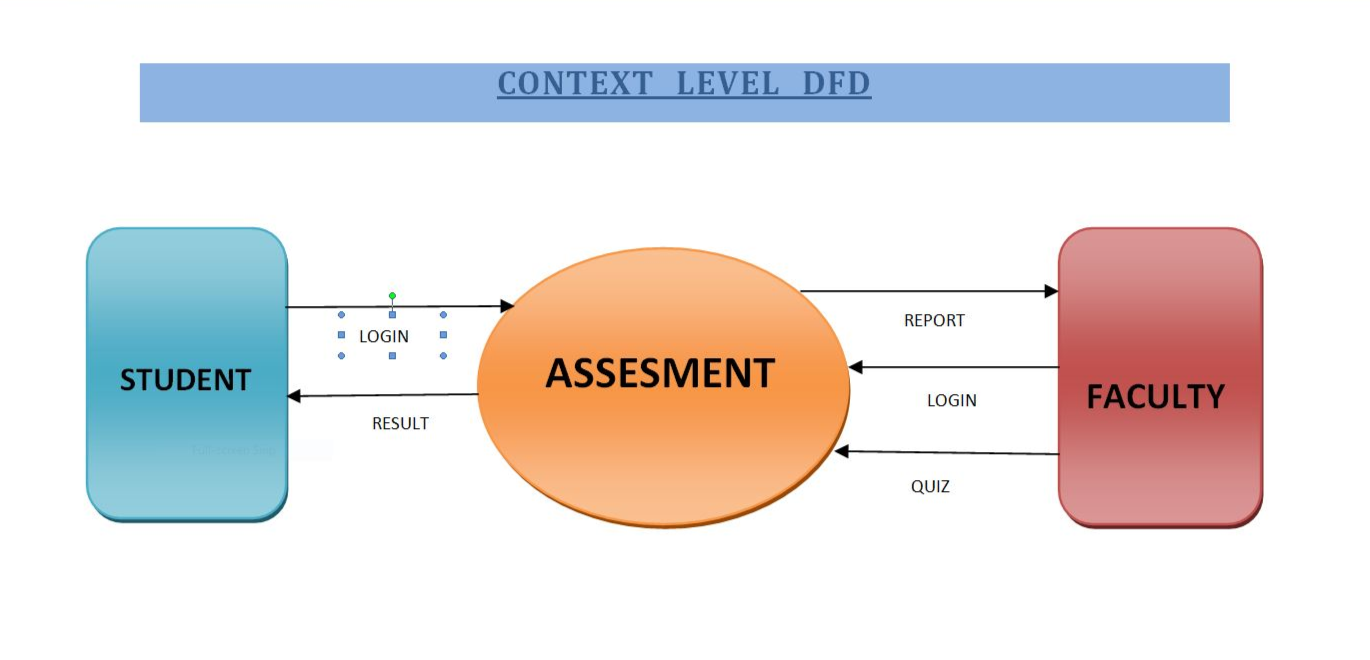 CONTEXT LEVEL DFD
STUDENT
LOGIN
RESULT
ASSESMENT
REPORT
LOGIN
QUIZ
FACULTY